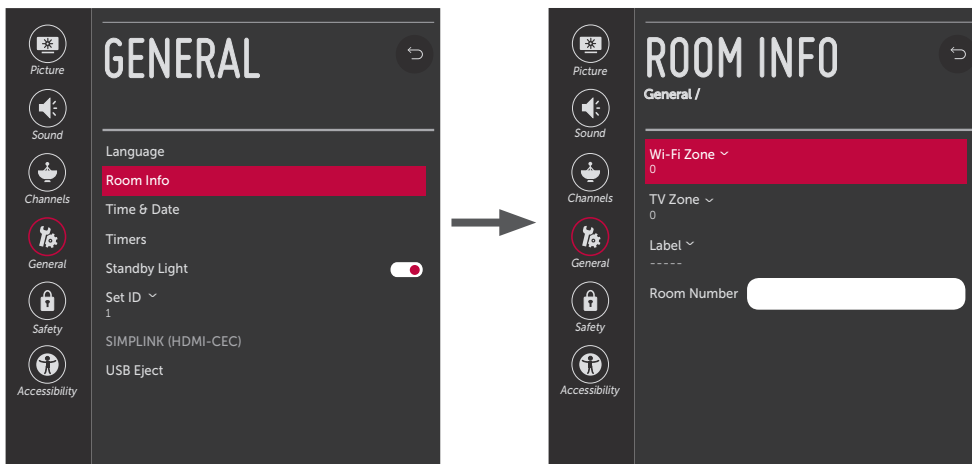 Picture
Sound
Channels
General
Safety
Accessibility
GENERAL
Language
Room Info
Time & Date
Timers
Standby Light
Set ID
1
SIMPLINK (HDMI-CEC)
USB Eject
Picture
Sound
Channels
General
Safety
Accessibility
ROOM INFO
General /
Wi-Fi Zone
0
TV Zone
0
Label
-----
Room Number